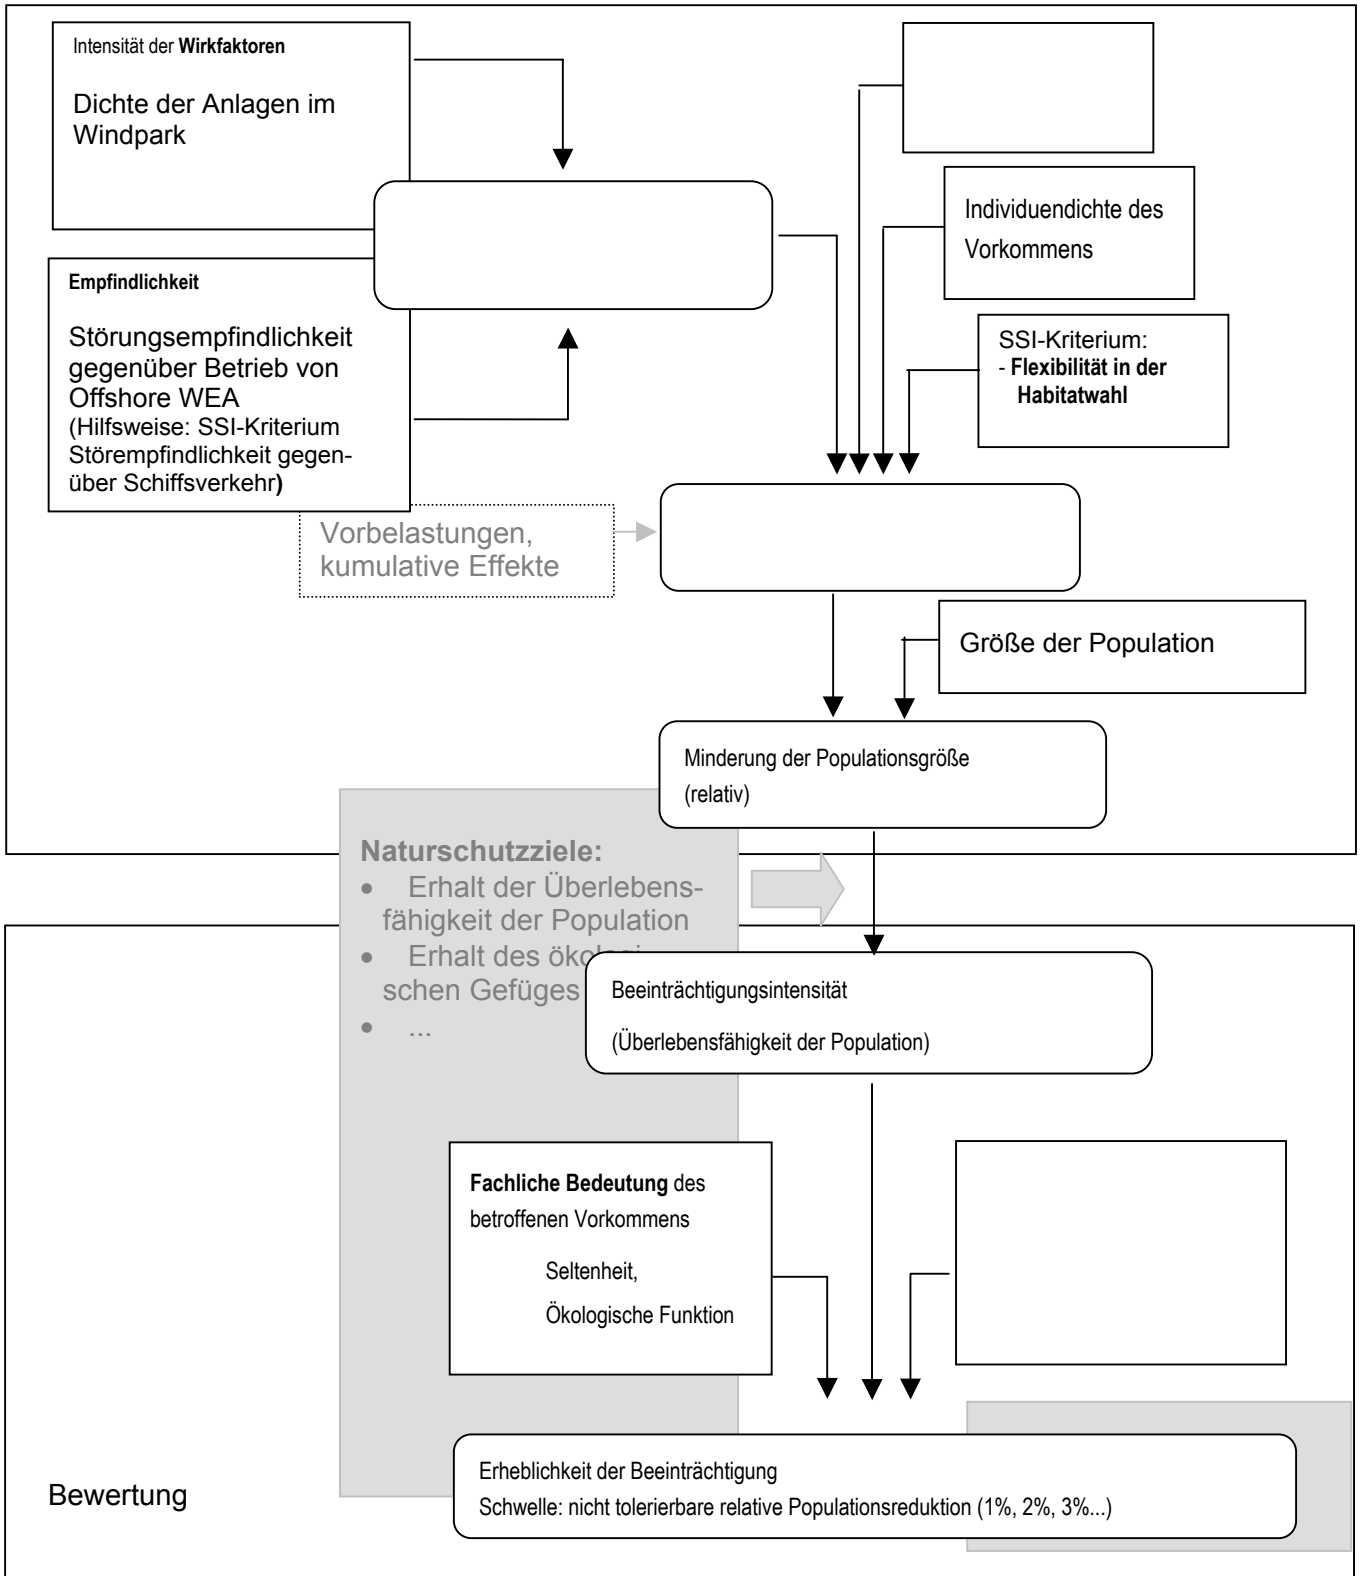 Intensität der Wirkfaktoren
Dichte der Anlagen im
Windpark
Individuendichte des
Vorkommens
Empfindlichkeit
Störungsempfindlichkeit
gegenüber Betrieb von
Offshore WEA
(Hilfsweise: SSI-Kriterium
Störempfindlichkeit gegen-
über Schiffsverkehr)
SSI-Kriterium:
- Flexibilität in der
Habitatwahl
Vorbelastungen,
kumulative Effekte
Größe der Population
Minderung der Populationsgröße
(relativ)
Naturschutzziele:
• Erhalt der Überlebens-
fähigkeit der Population
• Erhalt des ökologi-
schen Gefüges
• ...
Beeinträchtigungsintensität
(Überlebensfähigkeit der Population)
Fachliche Bedeutung des
betroffenen Vorkommens
Seltenheit,
Ökologische Funktion
Erheblichkeit der Beeinträchtigung
Schwelle: nicht tolerierbare relative Populationsreduktion (1%, 2%, 3%...)
Bewertung